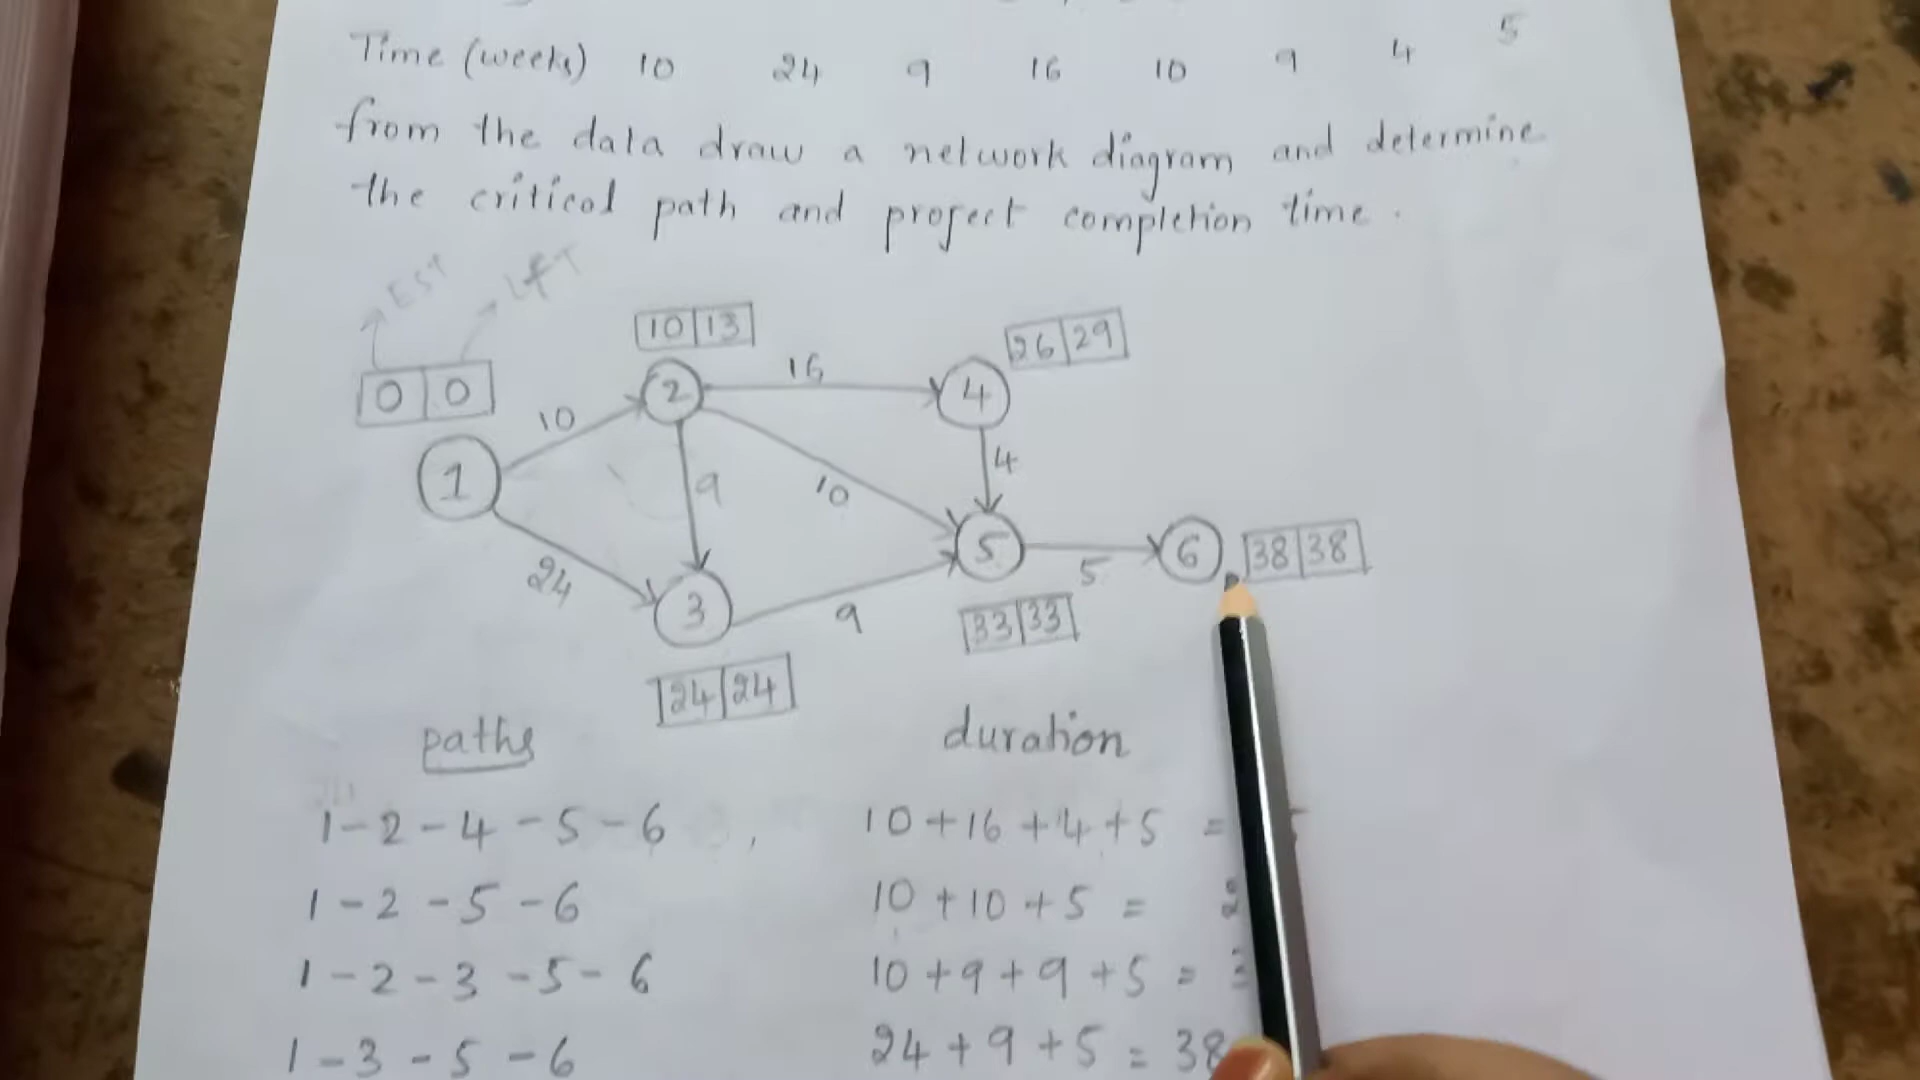 Time (weeks) 10 24 9 16 10 9 4 5
from the data draw a network diagram and determine
the critical path and project completion time.
EST LFT
0 0
10 13
26 29
1
2
3
4
5
6
10
24
16
9
10
4
9
5
24 24
33 33
38 38
paths duration
1-2-4-5-6, 10+16+4+5 =
1-2-5-6 10+10+5 = 2
1-2-3-5-6 10+9+9+5 =
1-3-5-6 24+9+5 = 38